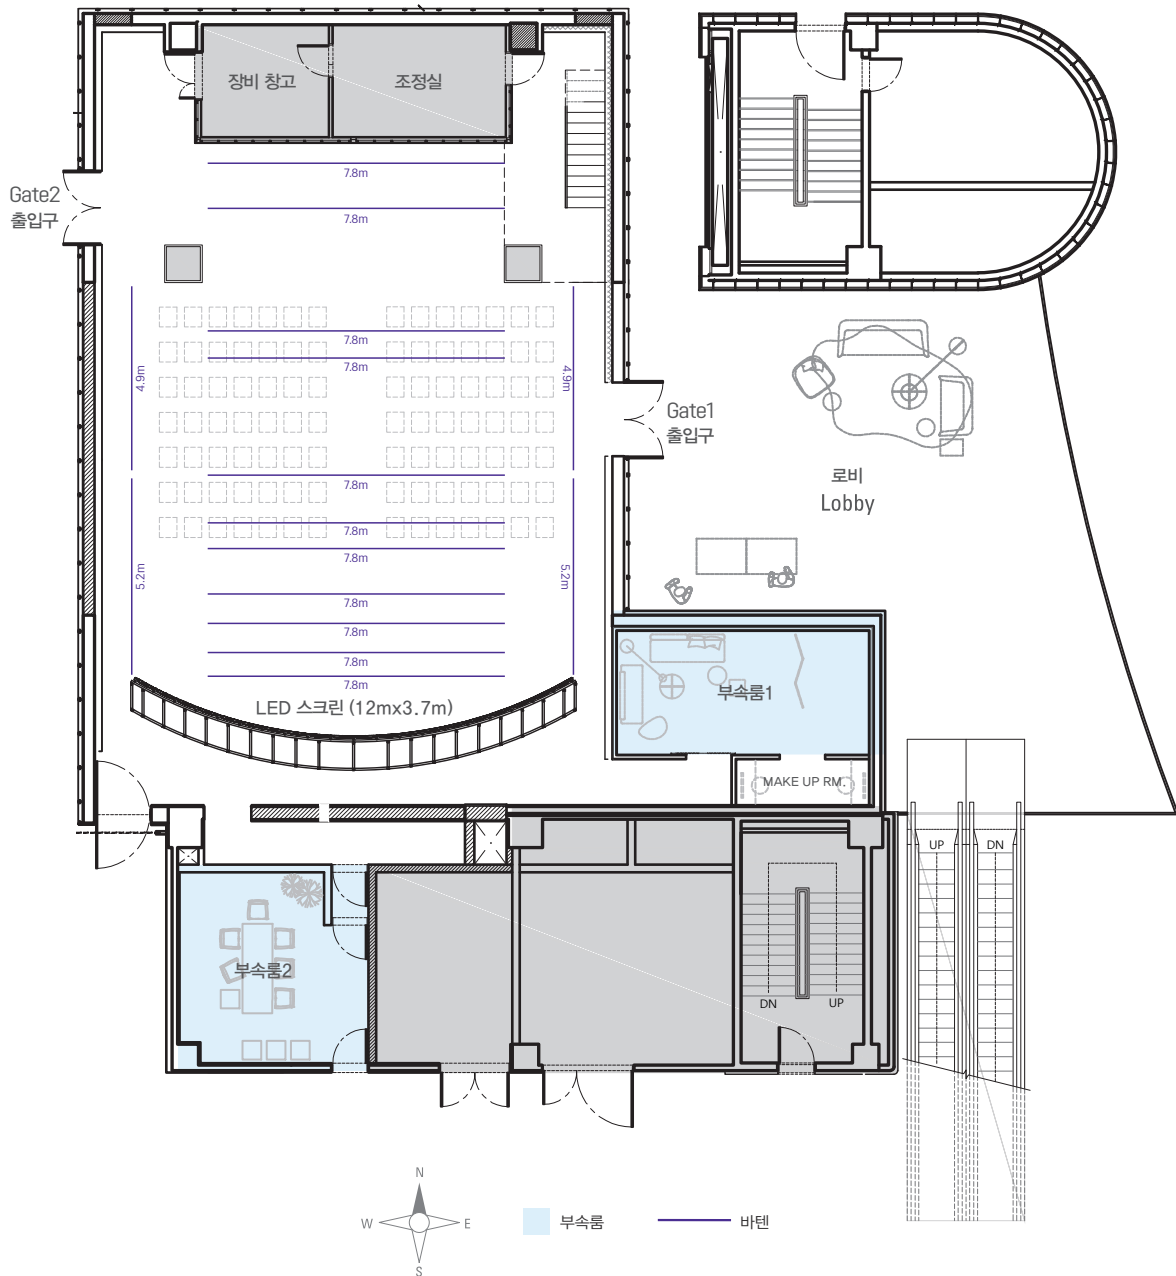 장비 창고
조정실
7.8m
Gate2
출입구
7.8m
7.8m
7.8m
4.9m
4.9m
Gate1
출입구
로비
Lobby
7.8m
7.8m
7.8m
5.2m
5.2m
7.8m
7.8m
7.8m
7.8m
LED 스크린 (12mx3.7m)
부속룸1
MAKE UP RM.
UP
DN
부속룸2
DN
UP
N
W
E
S
부속룸
바텐